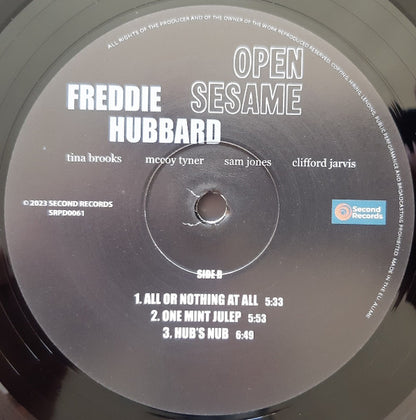 ALL RIGHTS OF THE PRODUCER AND OF THE OWNER OF THE WORK REPRODUCED RESERVED. COPYING, HIRING, LENDING, PUBLIC PERFORMANCE AND BROADCASTING PROHIBITED. MADE IN THE EU.
OPEN
FREDDIE SESAME
HUBBARD
tina brooks mccoy tyner sam jones clifford jarvis
© 2023 SECOND RECORDS
SRPD0061
Second
Records
SIDE B
1. ALL OR NOTHING AT ALL 5:33
2. ONE MINT JULEP 5:53
3. HUB'S NUB 6:49